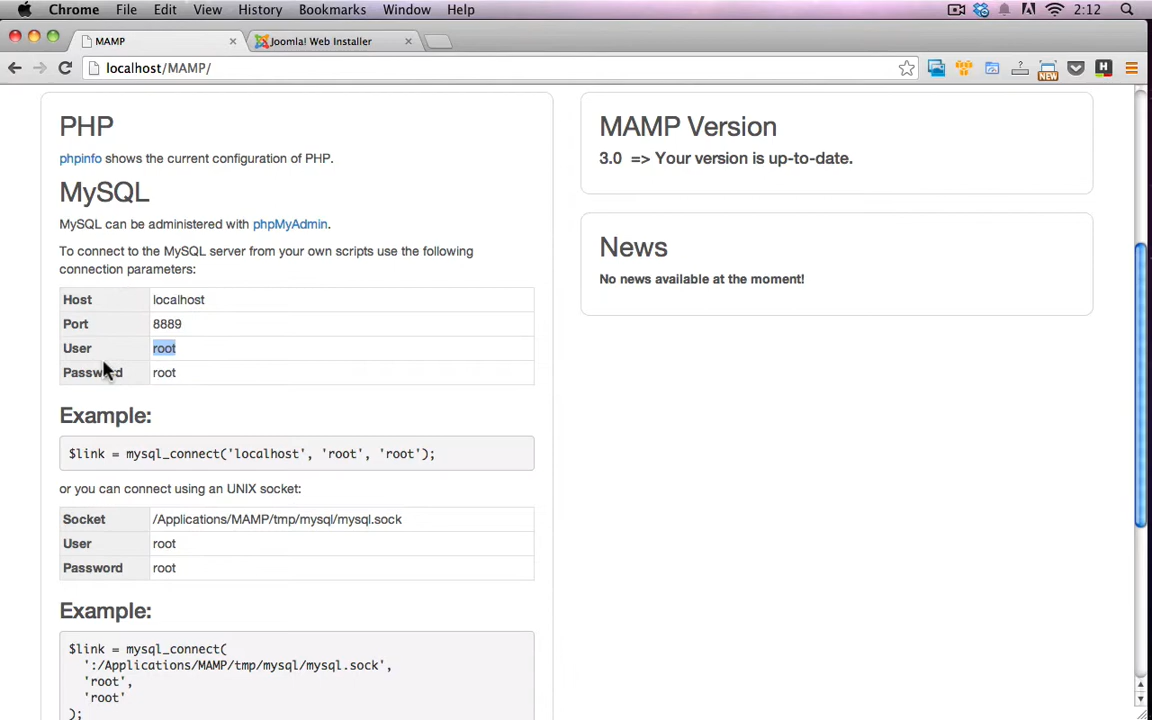 Chrome File Edit View History Bookmarks Window Help 2:12
MAMP
Joomla! Web Installer
localhost/MAMP/
NEW
H
PHP
phpinfo shows the current configuration of PHP.
MySQL
MySQL can be administered with phpMyAdmin.
To connect to the MySQL server from your own scripts use the following
connection parameters:
Host localhost
Port 8889
User root
Password root
Example:
$link = mysql_connect('localhost', 'root', 'root');
or you can connect using an UNIX socket:
Socket /Applications/MAMP/tmp/mysql/mysql.sock
User root
Password root
Example:
$link = mysql_connect(
':/Applications/MAMP/tmp/mysql/mysql.sock',
'root',
'root'
);
MAMP Version
3.0 => Your version is up-to-date.
News
No news available at the moment!